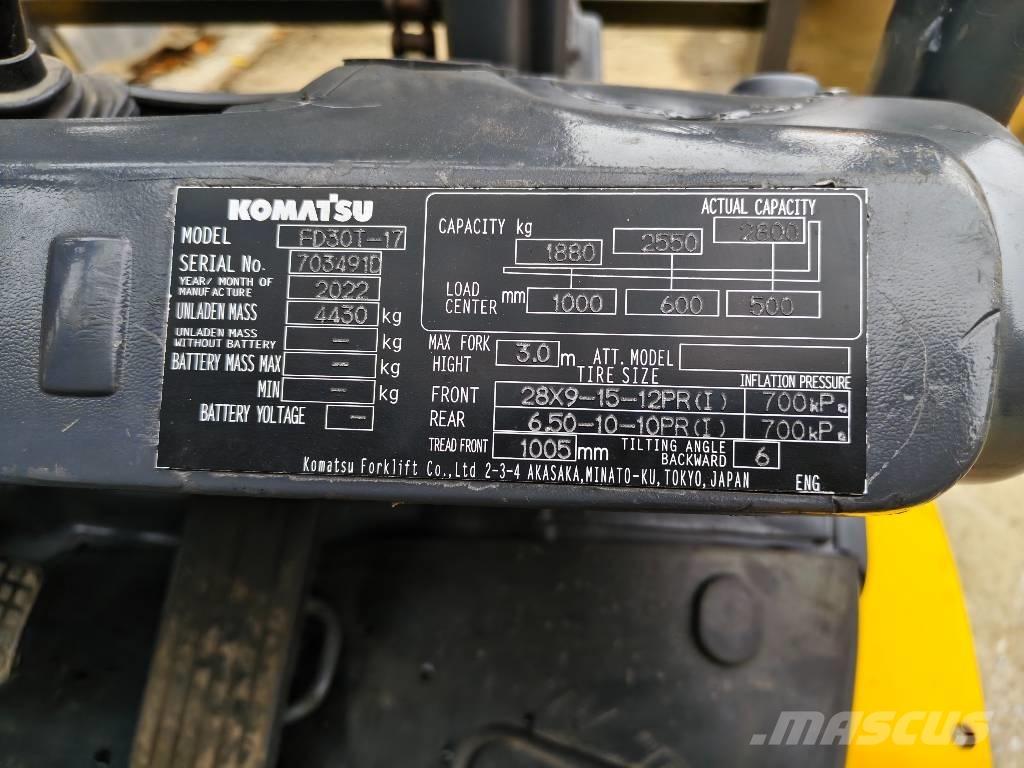 KOMATSU
MODEL FD30T-17
SERIAL No. 703491D
YEAR/ MONTH OF MANUFACTURE 2022
UNLADEN MASS 4430 kg
UNLADEN MASS WITHOUT BATTERY -- kg
BATTERY MASS MAX -- kg
MIN -- kg
BATTERY VOLTAGE --
ACTUAL CAPACITY
CAPACITY kg 1880 2550 2800
LOAD CENTER mm 1000 600 500
MAX FORK HIGHT 3.0 m ATT. MODEL
TIRE SIZE INFLATION PRESSURE
FRONT 28X9-15-12PR(I) 700kPa
REAR 6.50-10-10PR(I) 700kPa
TREAD FRONT 1005 mm TILTING ANGLE BACKWARD 6
Komatsu Forklift Co.,Ltd 2-3-4 AKASAKA,MINATO-KU,TOKYO,JAPAN ENG
MASCUS